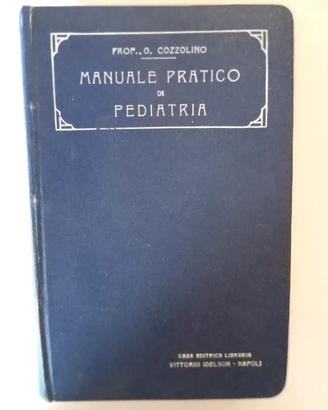 PROF. O. COZZOLINO
MANUALE PRATICO
DI
PEDIATRIA
CASA EDITRICE LIBRARIA
VITTORIO IDELSON - NAPOLI